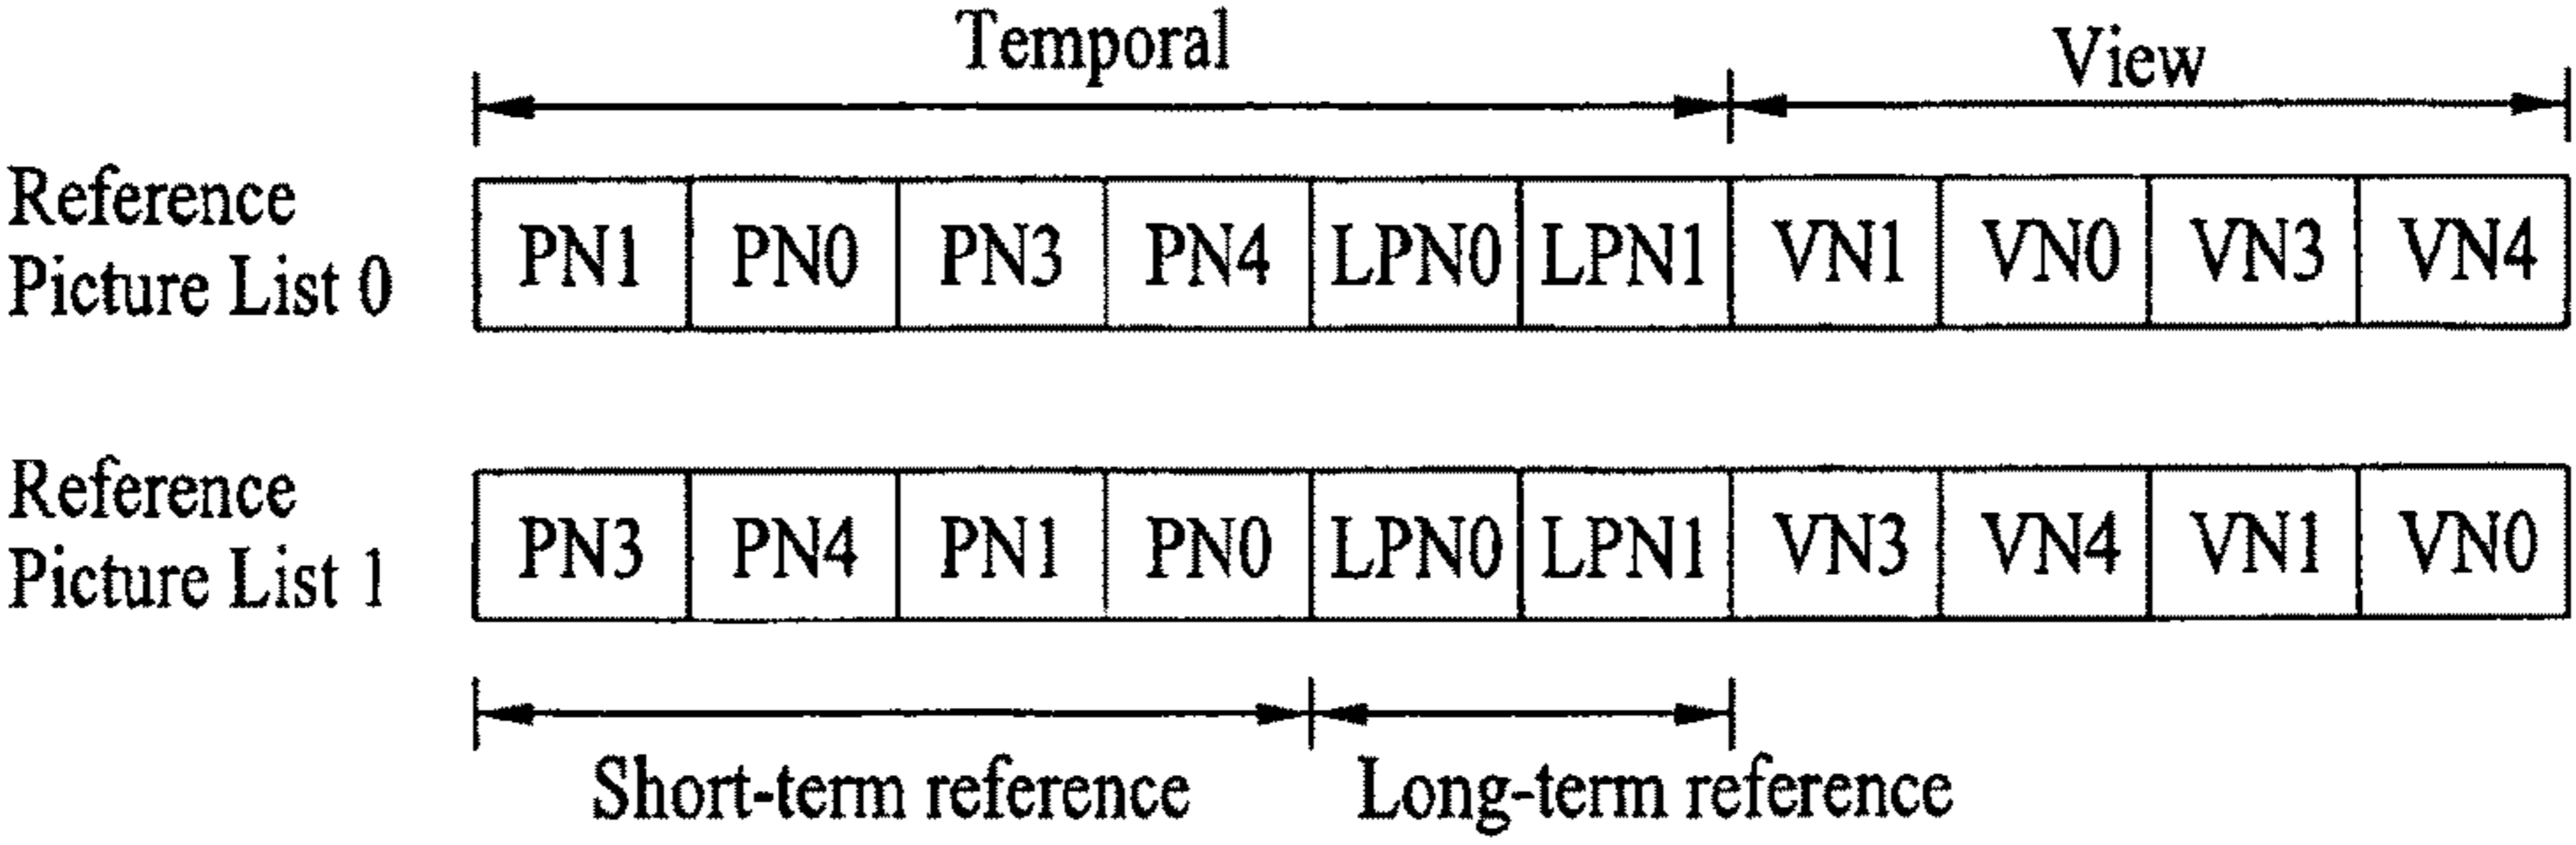 Temporal View
Reference
Picture List 0
PN1 PN0 PN3 PN4 LPN0 LPN1 VN1 VN0 VN3 VN4
Reference
Picture List 1
PN3 PN4 PN1 PN0 LPN0 LPN1 VN3 VN4 VN1 VN0
Short-term reference Long-term reference